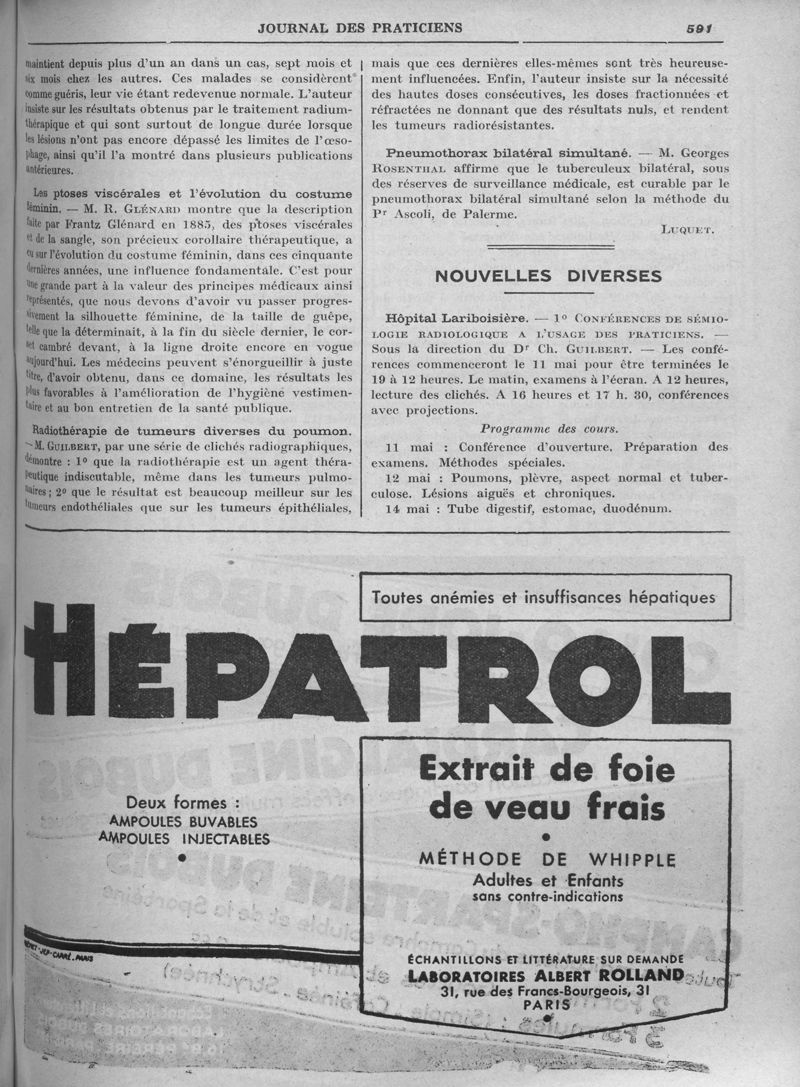 JOURNAL DES PRATICIENS 591
maintient depuis plus d'un an dans un cas, sept mois et
six mois chez les autres. Ces malades se considèrent
comme guéris, leur vie étant redevenue normale. L'auteur
insiste sur les résultats obtenus par le traitement radium-
thérapique et qui sont surtout de longue durée lorsque
les lésions n'ont pas encore dépassé les limites de l'œso-
phage, ainsi qu'il l'a montré dans plusieurs publications
antérieures.
Les ptoses viscérales et l'évolution du costume
féminin. — M. R. GLÉNARD montre que la description
faite par Frantz Glénard en 1885, des ptoses viscérales
et de la sangle, son précieux corollaire thérapeutique, a
eu sur l'évolution du costume féminin, dans ces cinquante
dernières années, une influence fondamentale. C'est pour
une grande part à la valeur des principes médicaux ainsi
représentés, que nous devons d'avoir vu passer progres-
sivement la silhouette féminine, de la taille de guêpe,
telle que la déterminait, à la fin du siècle dernier, le cor-
set cambré devant, à la ligne droite encore en vogue
aujourd'hui. Les médecins peuvent s'énorgueillir à juste
titre, d'avoir obtenu, dans ce domaine, les résultats les
plus favorables à l'amélioration de l'hygiène vestimen-
taire et au bon entretien de la santé publique.
Radiothérapie de tumeurs diverses du poumon.
— M. GUILBERT, par une série de clichés radiographiques,
démontre : 1° que la radiothérapie est un agent théra-
peutique indiscutable, même dans les tumeurs pulmo-
naires ; 2° que le résultat est beaucoup meilleur sur les
tumeurs endothéliales que sur les tumeurs épithéliales,
mais que ces dernières elles-mêmes sont très heureuse-
ment influencées. Enfin, l'auteur insiste sur la nécessité
des hautes doses consécutives, les doses fractionnées et
réfractées ne donnant que des résultats nuls, et rendent
les tumeurs radiorésistantes.
Pneumothorax bilatéral simultané. — M. Georges
ROSENTHAL affirme que le tuberculeux bilatéral, sous
des réserves de surveillance médicale, est curable par le
pneumothorax bilatéral simultané selon la méthode du
Pr Ascoli, de Palerme.
LUQUET.
NOUVELLES DIVERSES
Hôpital Lariboisière. — 1° CONFÉRENCES DE SÉMIO-
LOGIE RADIOLOGIQUE A L'USAGE DES PRATICIENS. —
Sous la direction du Dr Ch. GUILBERT. — Les confé-
rences commenceront le 11 mai pour être terminées le
19 à 12 heures. Le matin, examens à l'écran. A 12 heures,
lecture des clichés. A 16 heures et 17 h. 30, conférences
avec projections.
Programme des cours.
11 mai : Conférence d'ouverture. Préparation des
examens. Méthodes spéciales.
12 mai : Poumons, plèvre, aspect normal et tuber-
culose. Lésions aiguës et chroniques.
14 mai : Tube digestif, estomac, duodénum.
Toutes anémies et insuffisances hépatiques
HÉPATROL
Deux formes :
AMPOULES BUVABLES
AMPOULES INJECTABLES
Extrait de foie
de veau frais
MÉTHODE DE WHIPPLE
Adultes et Enfants
sans contre-indications
ÉCHANTILLONS ET LITTÉRATURE SUR DEMANDE
LABORATOIRES ALBERT ROLLAND
31, rue des Francs-Bourgeois, 31
PARIS